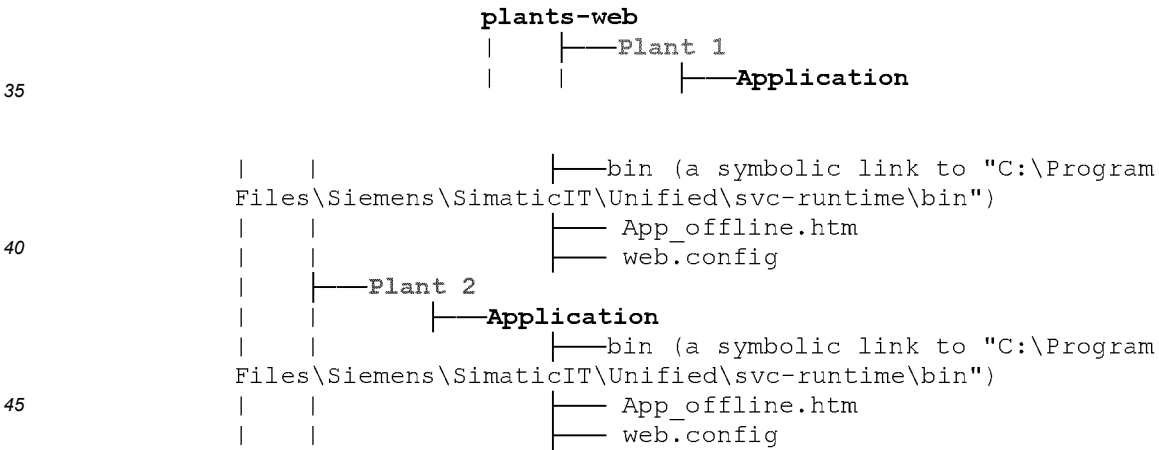 plants-web
|    ├──Plant 1
35
|    |    ├──Application
|    |    ├──bin (a symbolic link to "C:\Program
Files\Siemens\SimaticIT\Unified\svc-runtime\bin")
|    |    ├── App_offline.htm
40
|    |    ├── web.config
|    ├──Plant 2
|    |    ├──Application
|    |    ├──bin (a symbolic link to "C:\Program
Files\Siemens\SimaticIT\Unified\svc-runtime\bin")
45
|    |    ├── App_offline.htm
|    |    ├── web.config